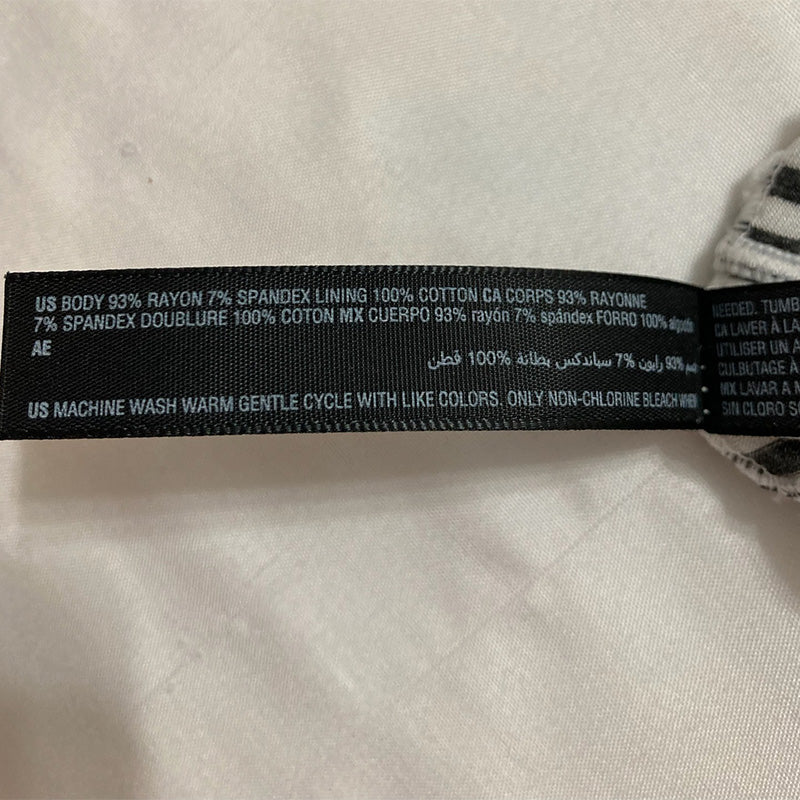 US BODY 93% RAYON 7% SPANDEX LINING 100% COTTON CA CORPS 93% RAYONNE
7% SPANDEX DOUBLURE 100% COTON MX CUERPO 93% rayón 7% spándex FORRO 100% algodón
AE
93% رايون 7% سباندكس بطانة 100% قطن
US MACHINE WASH WARM GENTLE CYCLE WITH LIKE COLORS. ONLY NON-CHLORINE BLEACH WHEN
NEEDED. TUMB
CA LAVER À LA
UTILISER UN A
CULBUTAGE À
MX LAVAR A M
SIN CLORO SO